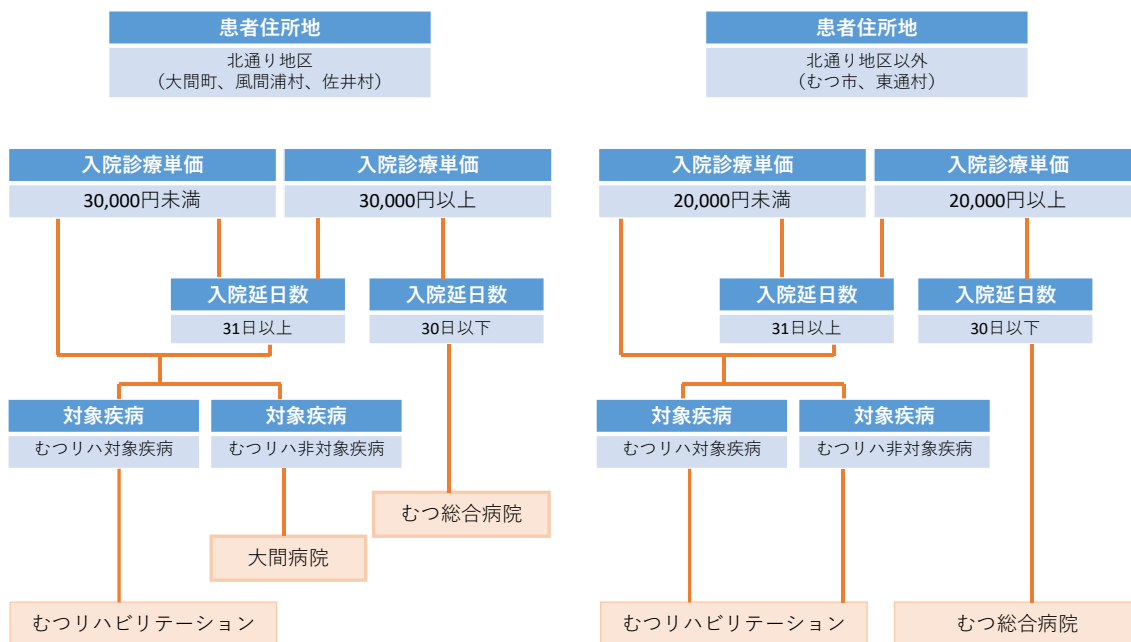 患者住所地
北通り地区
（大間町、風間浦村、佐井村）
入院診療単価
30,000円未満
入院診療単価
30,000円以上
入院延日数
31日以上
入院延日数
30日以下
対象疾病
むつリハ対象疾病
対象疾病
むつリハ非対象疾病
むつ総合病院
大間病院
むつリハビリテーション
患者住所地
北通り地区以外
（むつ市、東通村）
入院診療単価
20,000円未満
入院診療単価
20,000円以上
入院延日数
31日以上
入院延日数
30日以下
対象疾病
むつリハ対象疾病
対象疾病
むつリハ非対象疾病
むつリハビリテーション
むつ総合病院